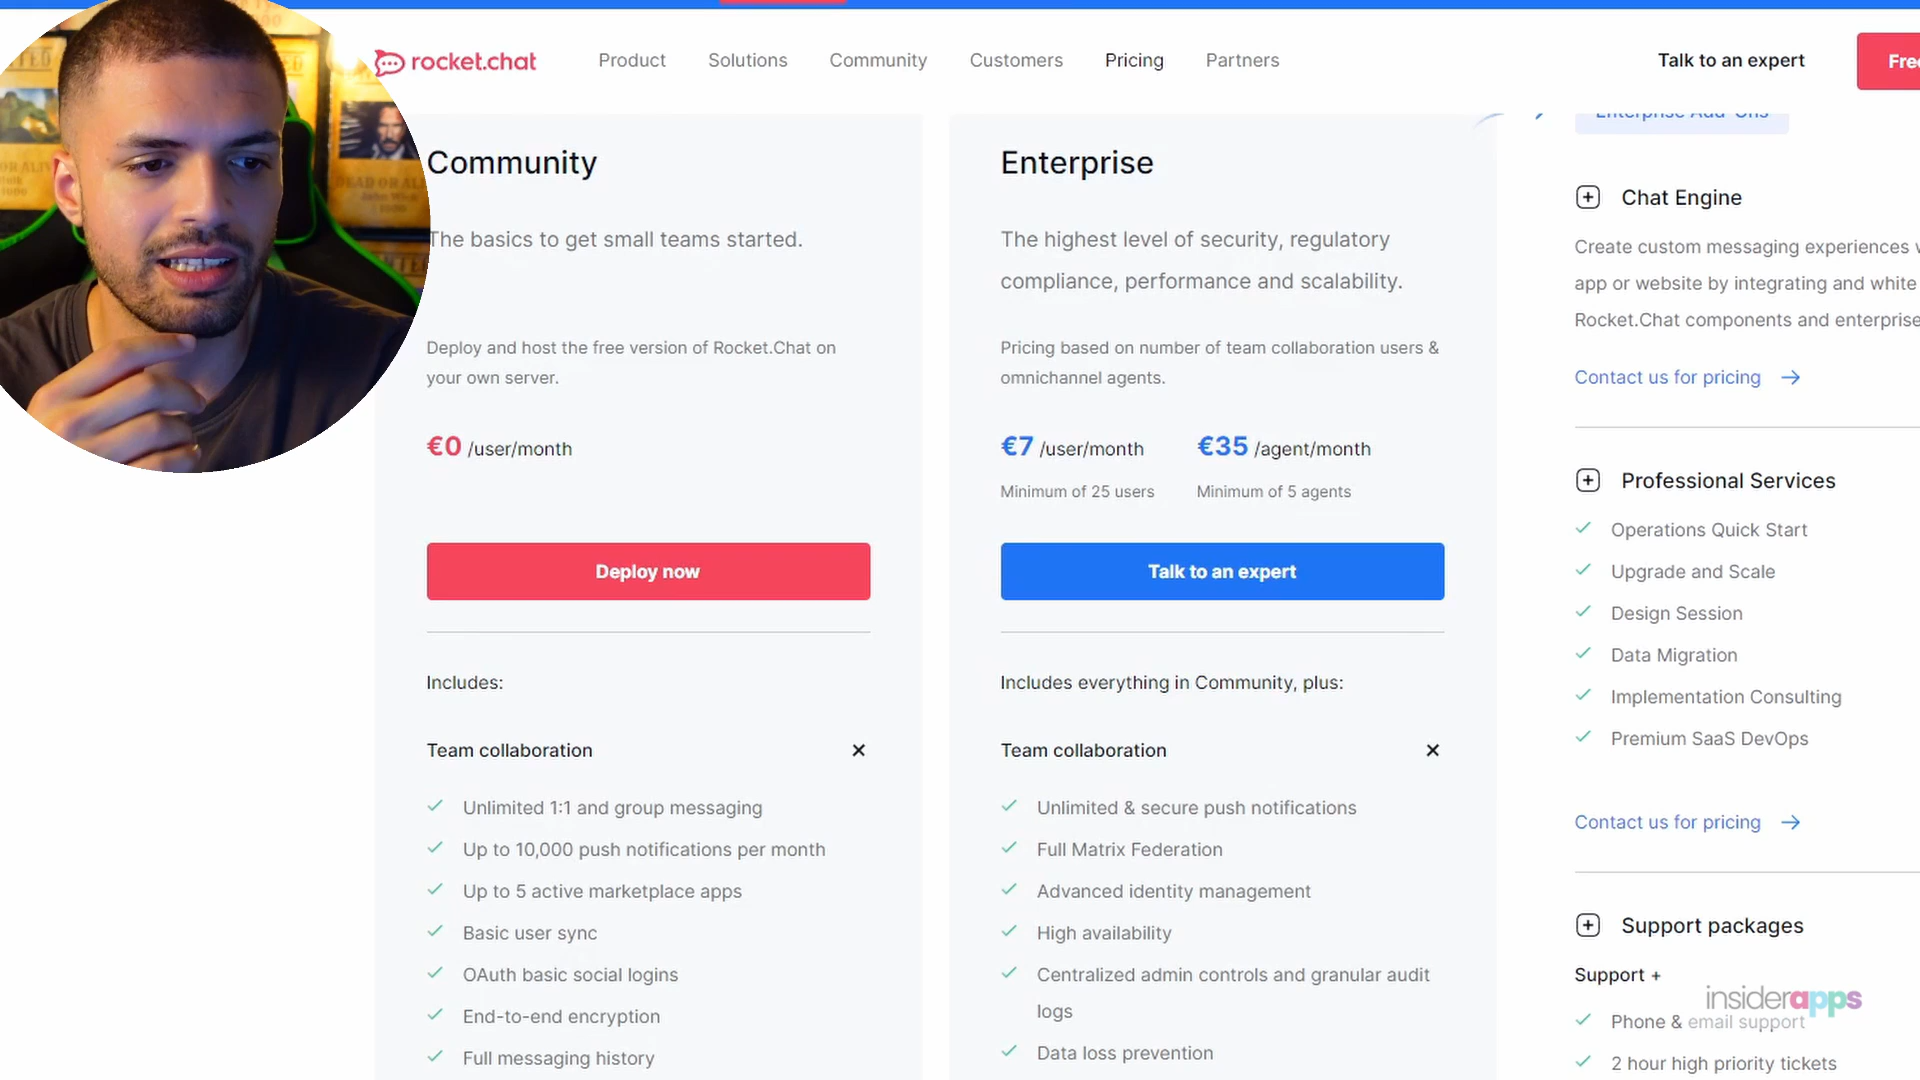 rocket.chat
Product
Solutions
Community
Customers
Pricing
Partners
Talk to an expert
Community
The basics to get small teams started.
Deploy and host the free version of Rocket.Chat on
your own server.
€0 /user/month
Deploy now
Includes:
Team collaboration
Unlimited 1:1 and group messaging
Up to 10,000 push notifications per month
Up to 5 active marketplace apps
Basic user sync
OAuth basic social logins
End-to-end encryption
Full messaging history
Enterprise
The highest level of security, regulatory
compliance, performance and scalability.
Pricing based on number of team collaboration users &
omnichannel agents.
€7 /user/month
€35 /agent/month
Minimum of 25 users
Minimum of 5 agents
Talk to an expert
Includes everything in Community, plus:
Team collaboration
Unlimited & secure push notifications
Full Matrix Federation
Advanced identity management
High availability
Centralized admin controls and granular audit
logs
Data loss prevention
Enterprise Add-Ons
Chat Engine
Create custom messaging experiences
app or website by integrating and white
Rocket.Chat components and enterprise
Contact us for pricing
Professional Services
Operations Quick Start
Upgrade and Scale
Design Session
Data Migration
Implementation Consulting
Premium SaaS DevOps
Contact us for pricing
Support packages
Support +
insiderapps
Phone & email support
2 hour high priority tickets